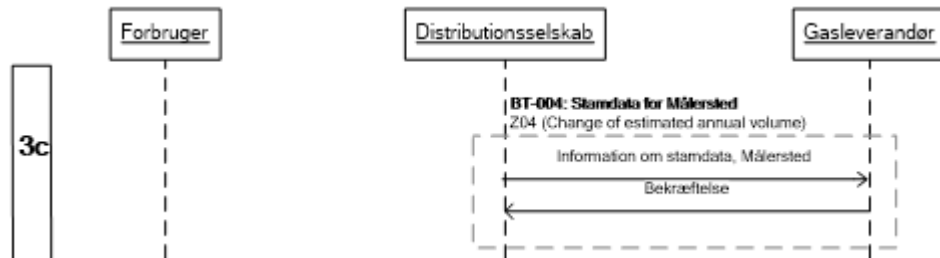 Forbruger
Distributionsselskab
Gasleverandør
3c
BT-004: Stamdata for Målersted
Z04 (Change of estimated annual volume)
Information om stamdata, Målersted
Bekræftelse